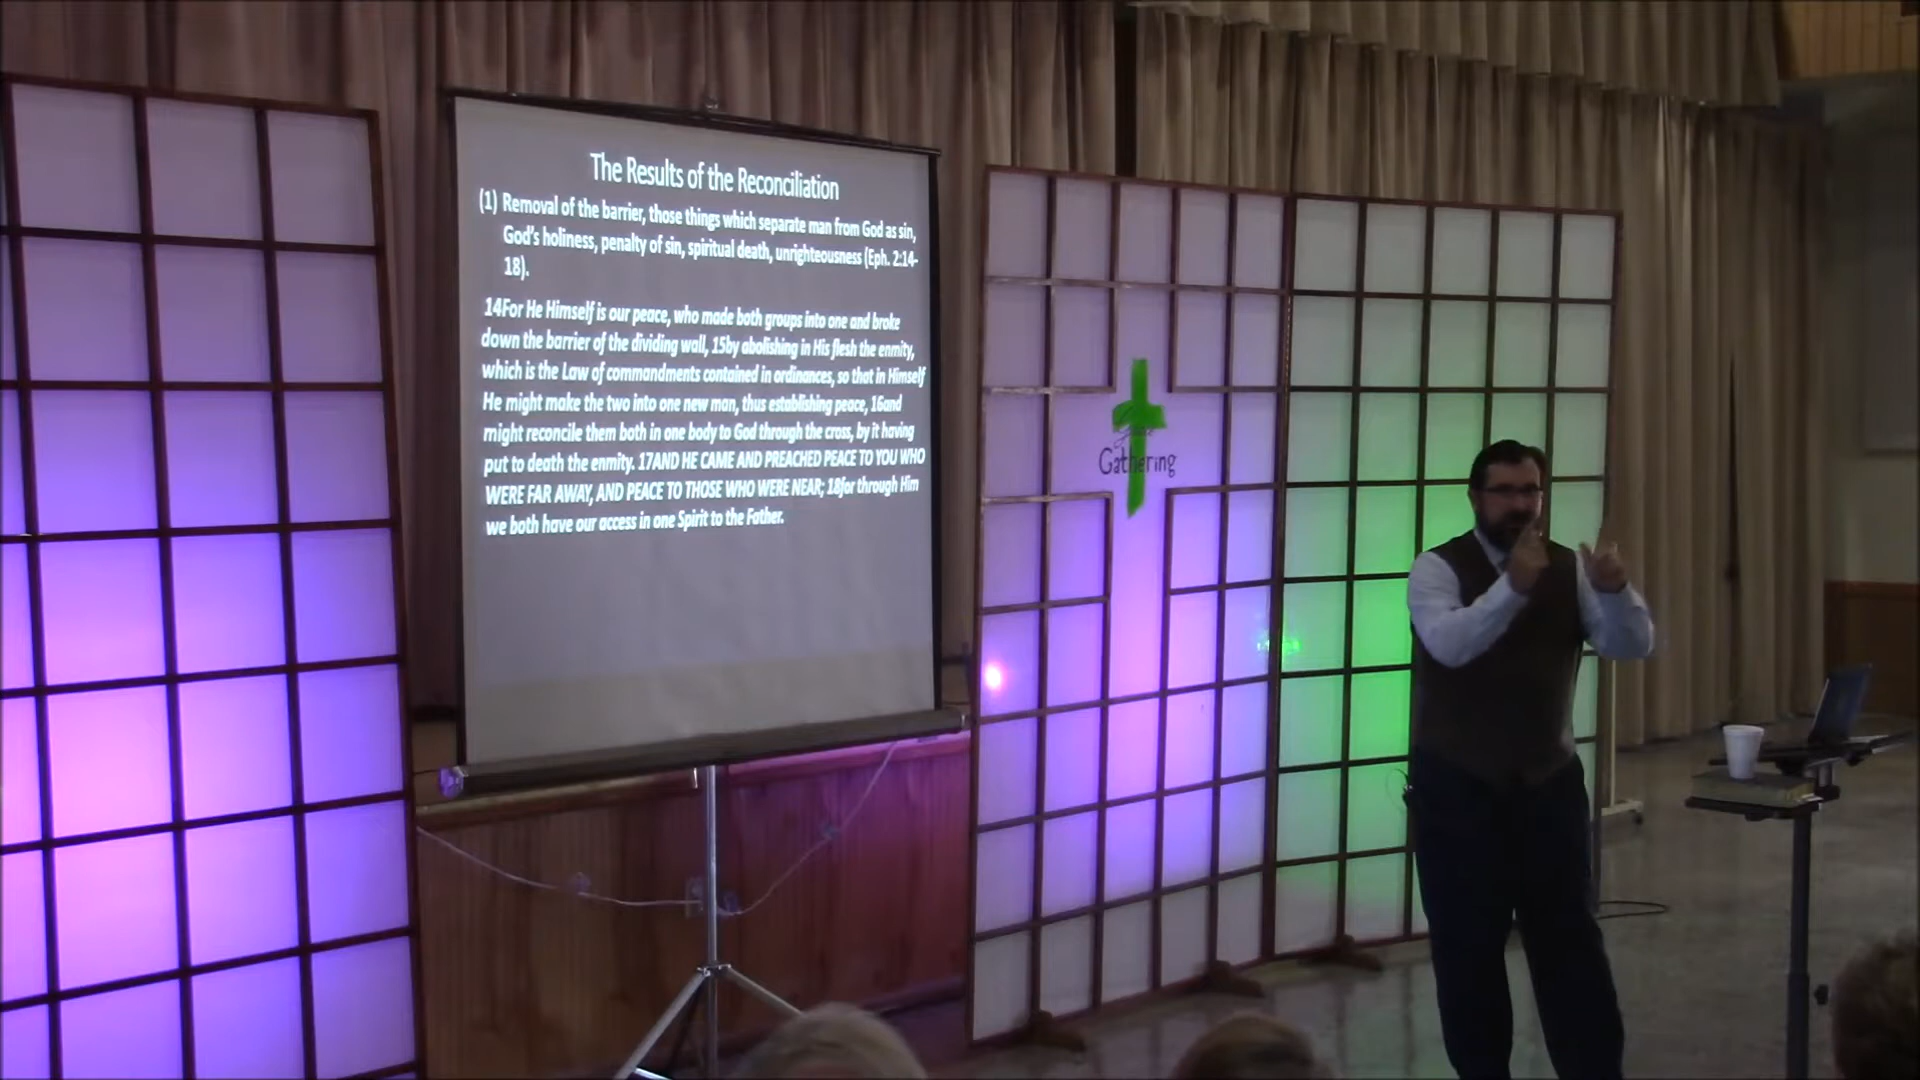 The Results of the Reconciliation
(1) Removal of the barrier, those things which separate man from God as sin,
God's holiness, penalty of sin, spiritual death, unrighteousness (Eph. 2:14-
18).
14For He Himself is our peace, who made both groups into one and broke
down the barrier of the dividing wall, 15by abolishing in His flesh the enmity,
which is the Law of commandments contained in ordinances, so that in Himself
He might make the two into one new man, thus establishing peace, 16and
might reconcile them both in one body to God through the cross, by it having
put to death the enmity. 17AND HE CAME AND PREACHED PEACE TO YOU WHO
WERE FAR AWAY, AND PEACE TO THOSE WHO WERE NEAR; 18for through Him
we both have our access in one Spirit to the Father.
Gathering